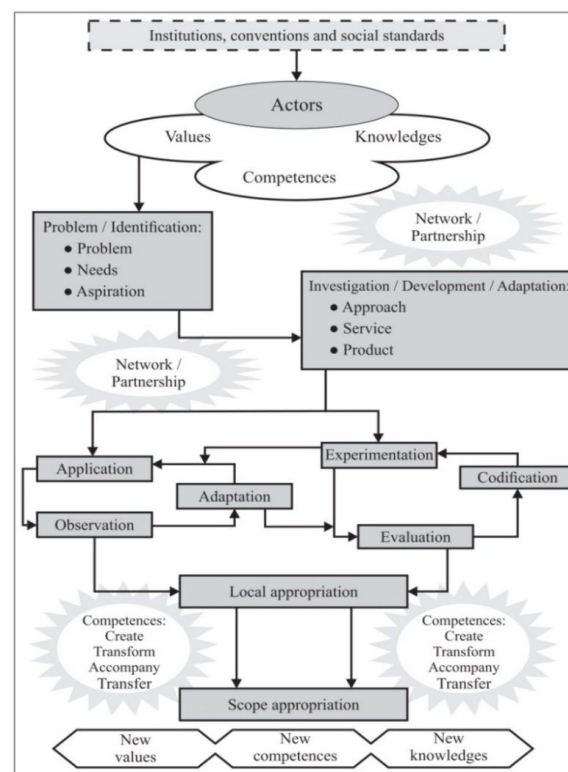 Institutions, conventions and social standards
Actors
Values
Knowledges
Competences
Problem / Identification:
● Problem
● Needs
● Aspiration
Network /
Partnership
Investigation / Development / Adaptation:
● Approach
● Service
● Product
Network /
Partnership
Experimentation
Application
Codification
Adaptation
Observation
Evaluation
Local appropriation
Competences:
Create
Transform
Accompany
Transfer
Competences:
Create
Transform
Accompany
Transfer
Scope appropriation
New
values
New
competences
New
knowledges